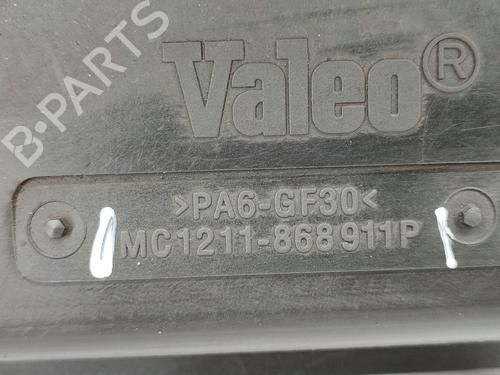 B-PARTS
Valeo®
>PA6-GF30<
MC1211-868911P